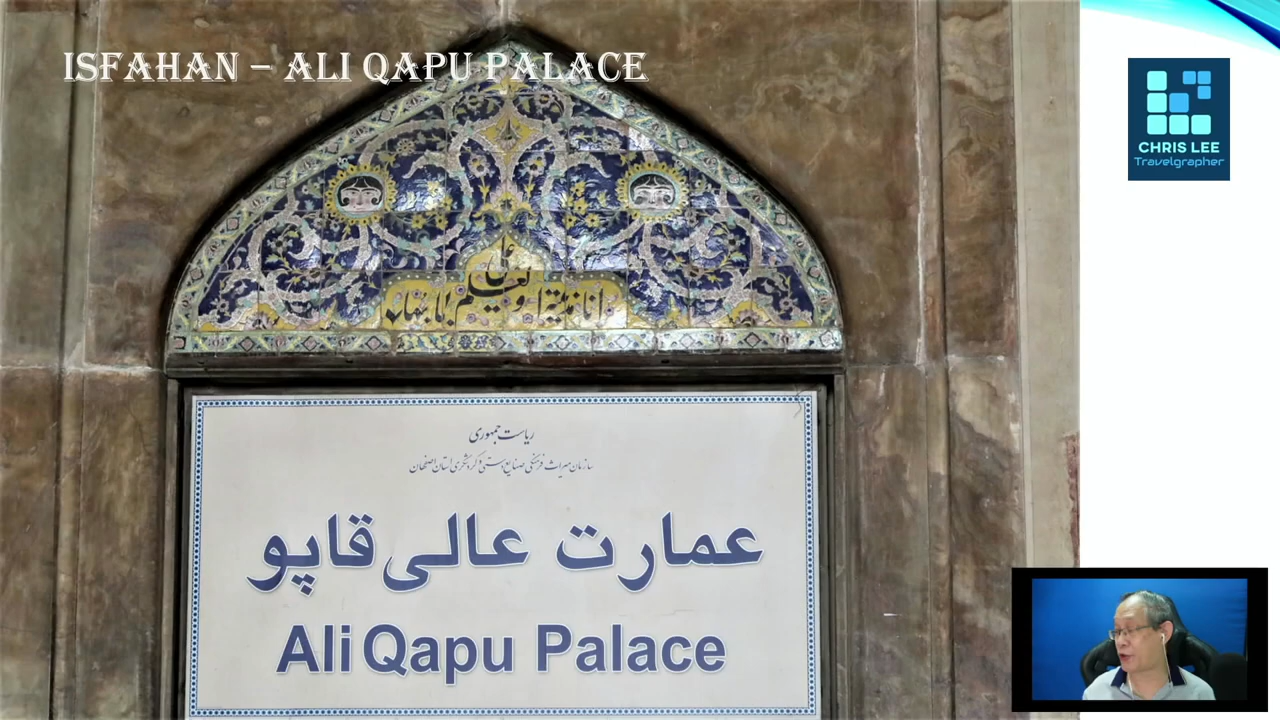 ISFAHAN – ALI QAPU PALACE
CHRIS LEE
Travelgrapher
انا مدینة العلم و علی بابها
ریاست جمهوری
سازمان میراث فرهنگی صنایع دستی و گردشگری استان اصفهان
عمارت عالی قاپو
Ali Qapu Palace